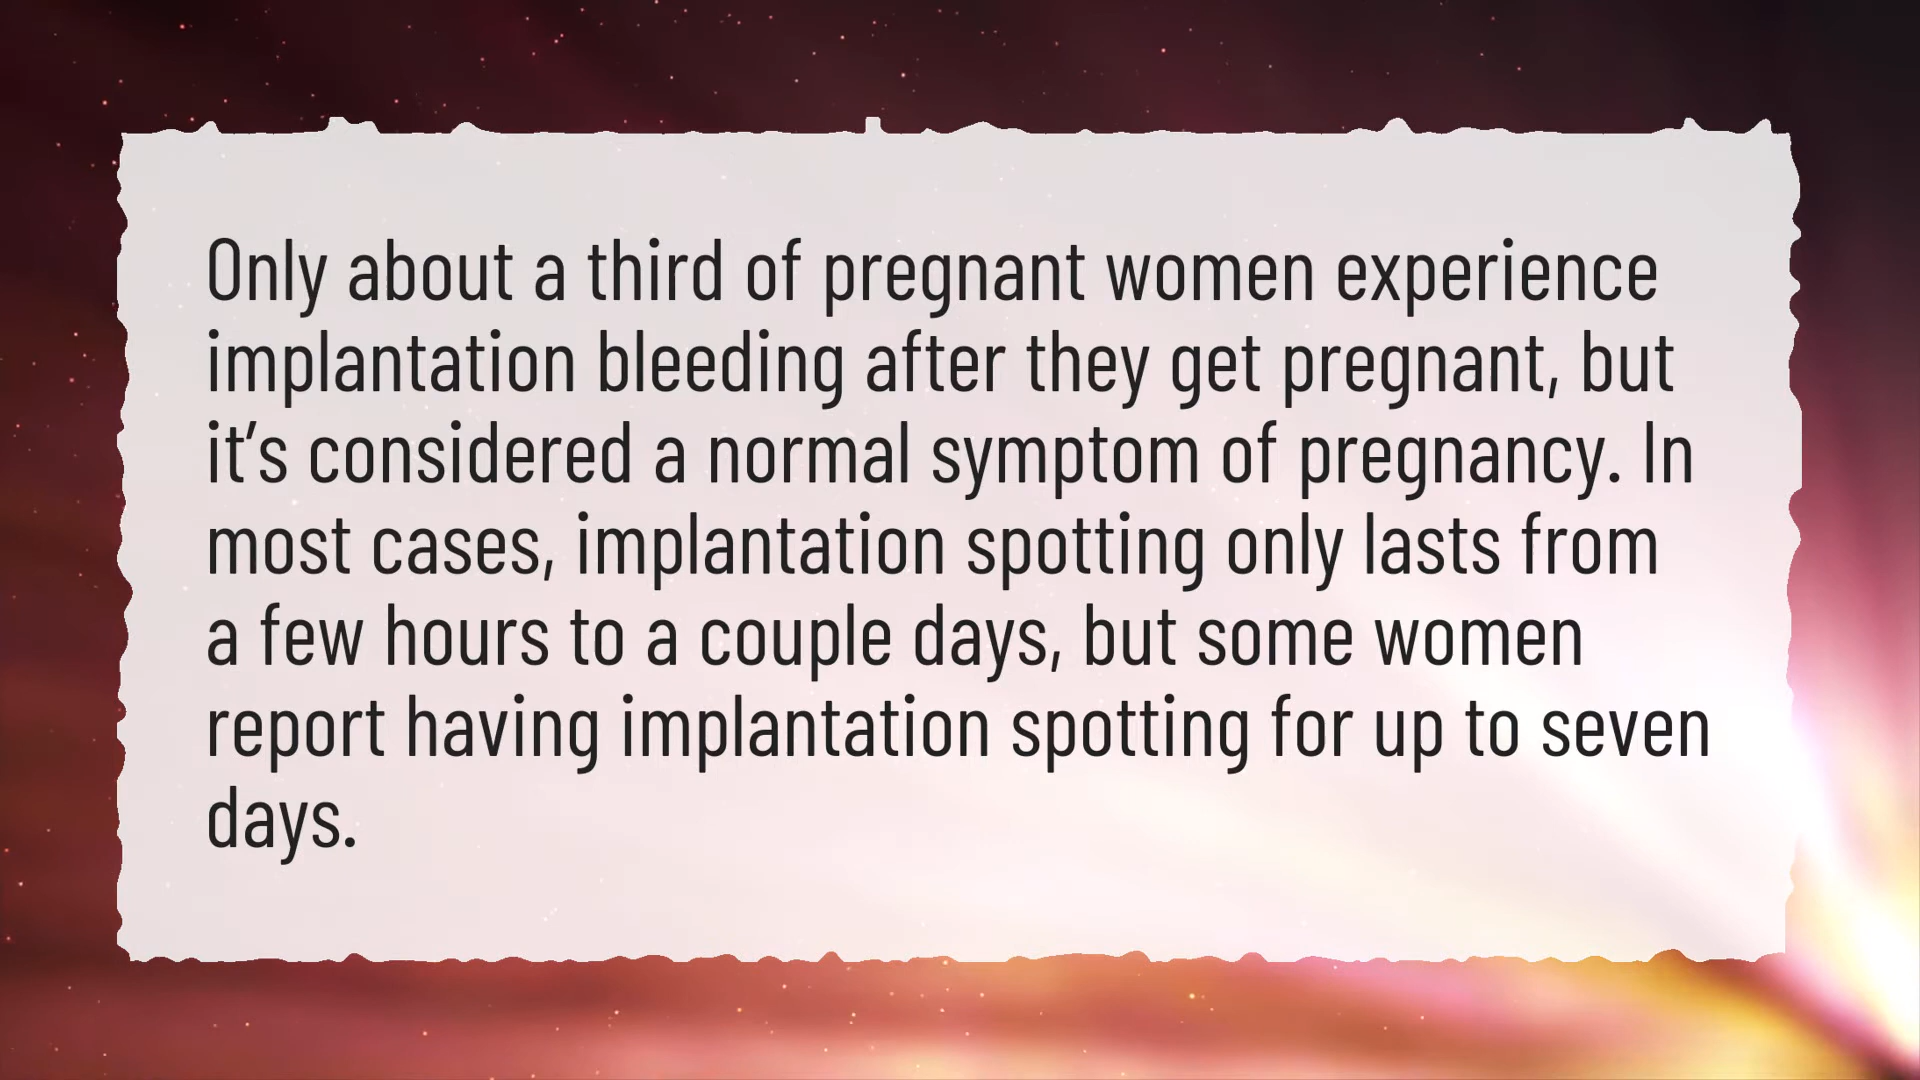 Only about a third of pregnant women experience
implantation bleeding after they get pregnant, but
it’s considered a normal symptom of pregnancy. In
most cases, implantation spotting only lasts from
a few hours to a couple days, but some women
report having implantation spotting for up to seven
days.